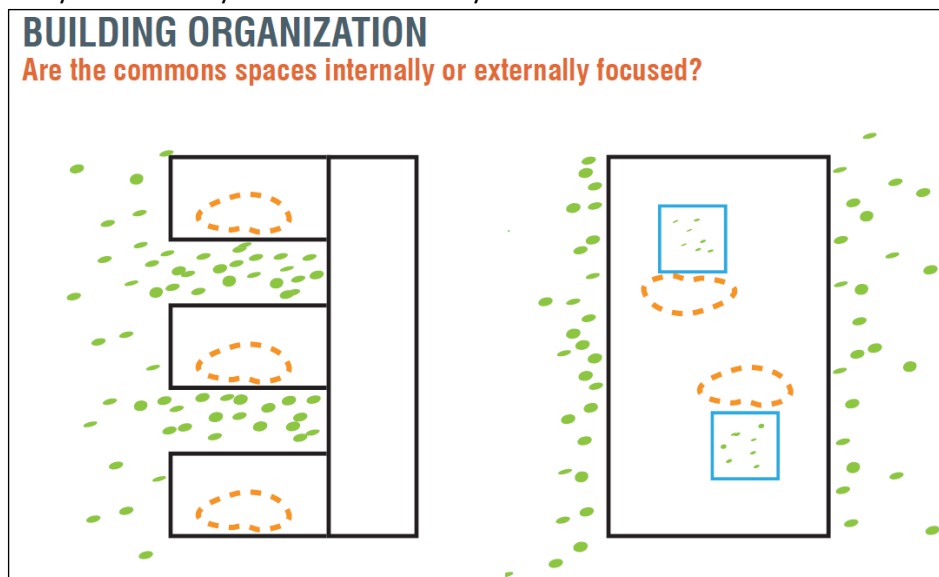 BUILDING ORGANIZATION
Are the commons spaces internally or externally focused?